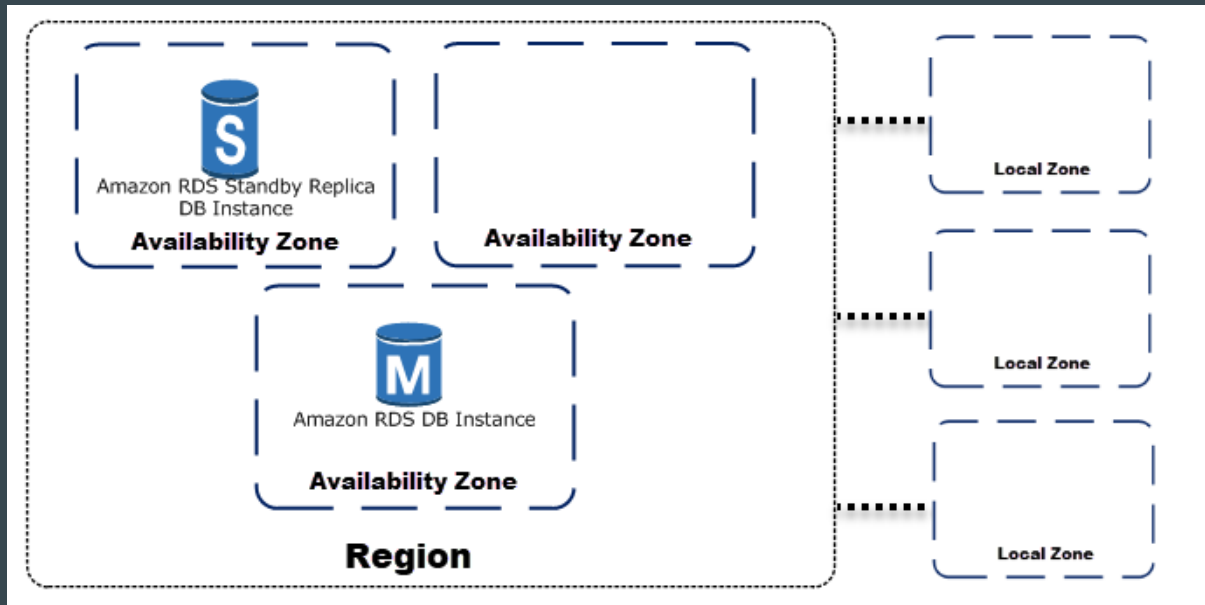 S
Amazon RDS Standby Replica
DB Instance
Availability Zone
Availability Zone
M
Amazon RDS DB Instance
Availability Zone
Region
Local Zone
Local Zone
Local Zone